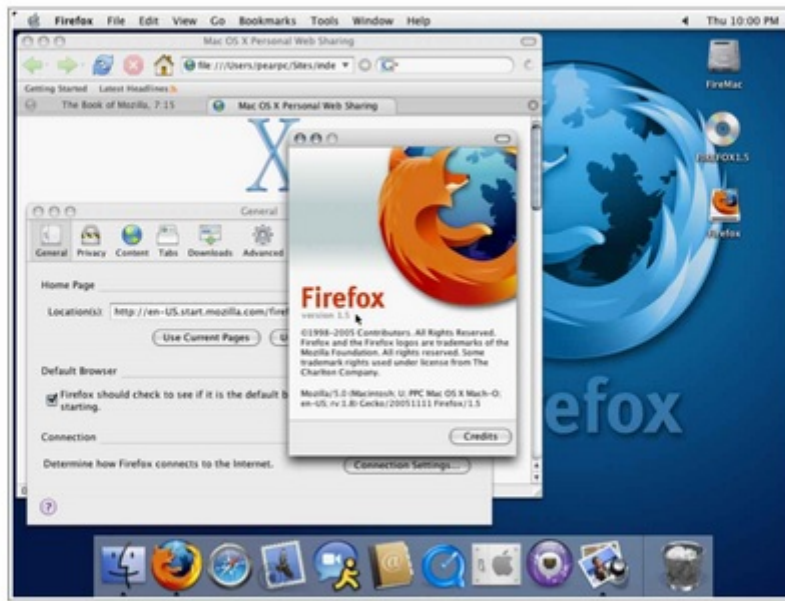 Firefox File Edit View Go Bookmarks Tools Window Help Thu 10:00 PM
Mac OS X Personal Web Sharing
file:///Users/pearpc/Sites/inde
Getting Started Latest Headlines
The Book of Mozilla, 7:15 Mac OS X Personal Web Sharing
X
FireMac
FIREFOX1.5
Firefox
General
General Privacy Content Tabs Downloads Advanced
Home Page
Location(s): http://en-US.start.mozilla.com/firef
Use Current Pages U
Default Browser
Firefox should check to see if it is the default b
starting.
Connection
Determine how Firefox connects to the Internet. Connection Settings...
Firefox
version 1.5
©1998-2005 Contributors. All Rights Reserved.
Firefox and the Firefox logos are trademarks of the
Mozilla Foundation. All rights reserved. Some
trademark rights used under license from The
Charlton Company.
Mozilla/5.0 (Macintosh; U; PPC Mac OS X Mach-O;
en-US; rv:1.8) Gecko/20051111 Firefox/1.5
Credits
efox